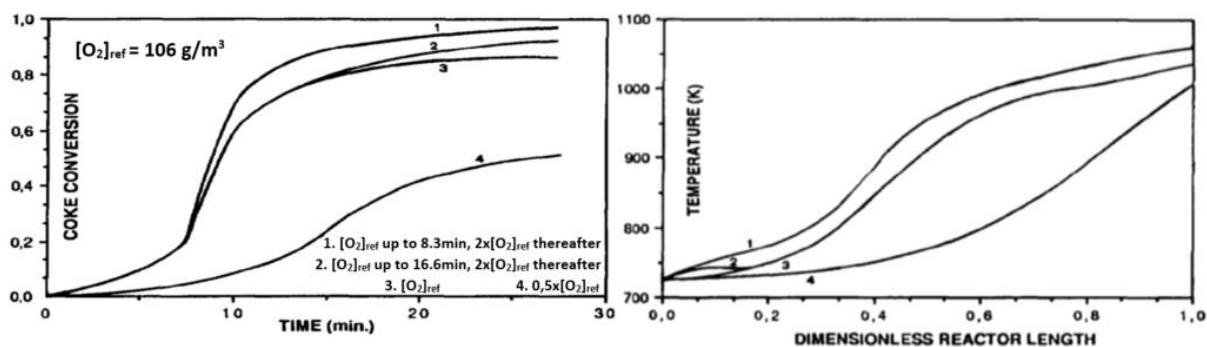 1,0
0,8
0,6
0,4
0,2
0,0
COKE CONVERSION
[O₂]ref = 106 g/m³
1
2
3
4
1. [O₂]ref up to 8.3min, 2x[O₂]ref thereafter
2. [O₂]ref up to 16.6min, 2x[O₂]ref thereafter
3. [O₂]ref 4. 0,5x[O₂]ref
0 10 20 30
TIME (min.)
1100
1000
900
800
700
TEMPERATURE (K)
1
2
3
4
0,0 0,2 0,4 0,6 0,8 1,0
DIMENSIONLESS REACTOR LENGTH